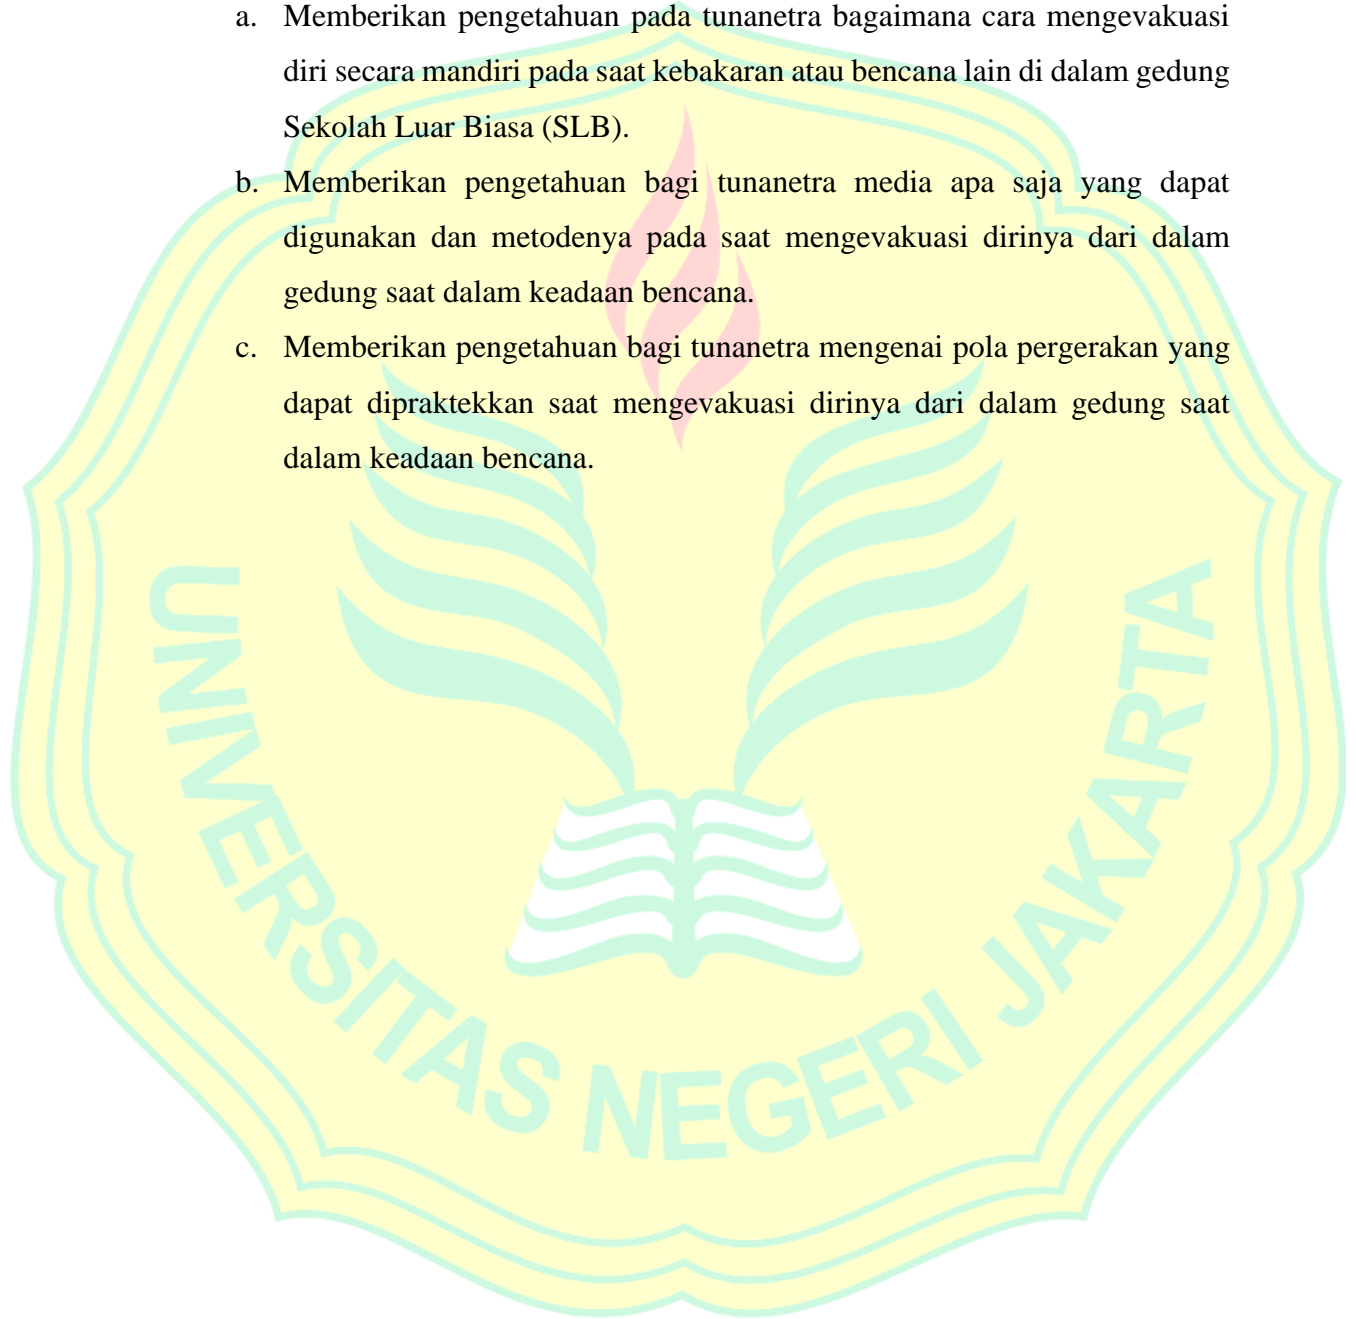 a. Memberikan pengetahuan pada tunanetra bagaimana cara mengevakuasi
diri secara mandiri pada saat kebakaran atau bencana lain di dalam gedung
Sekolah Luar Biasa (SLB).
b. Memberikan pengetahuan bagi tunanetra media apa saja yang dapat
digunakan dan metodenya pada saat mengevakuasi dirinya dari dalam
gedung saat dalam keadaan bencana.
c. Memberikan pengetahuan bagi tunanetra mengenai pola pergerakan yang
dapat dipraktekkan saat mengevakuasi dirinya dari dalam gedung saat
dalam keadaan bencana.
UNIVERSITAS NEGERI JAKARTA